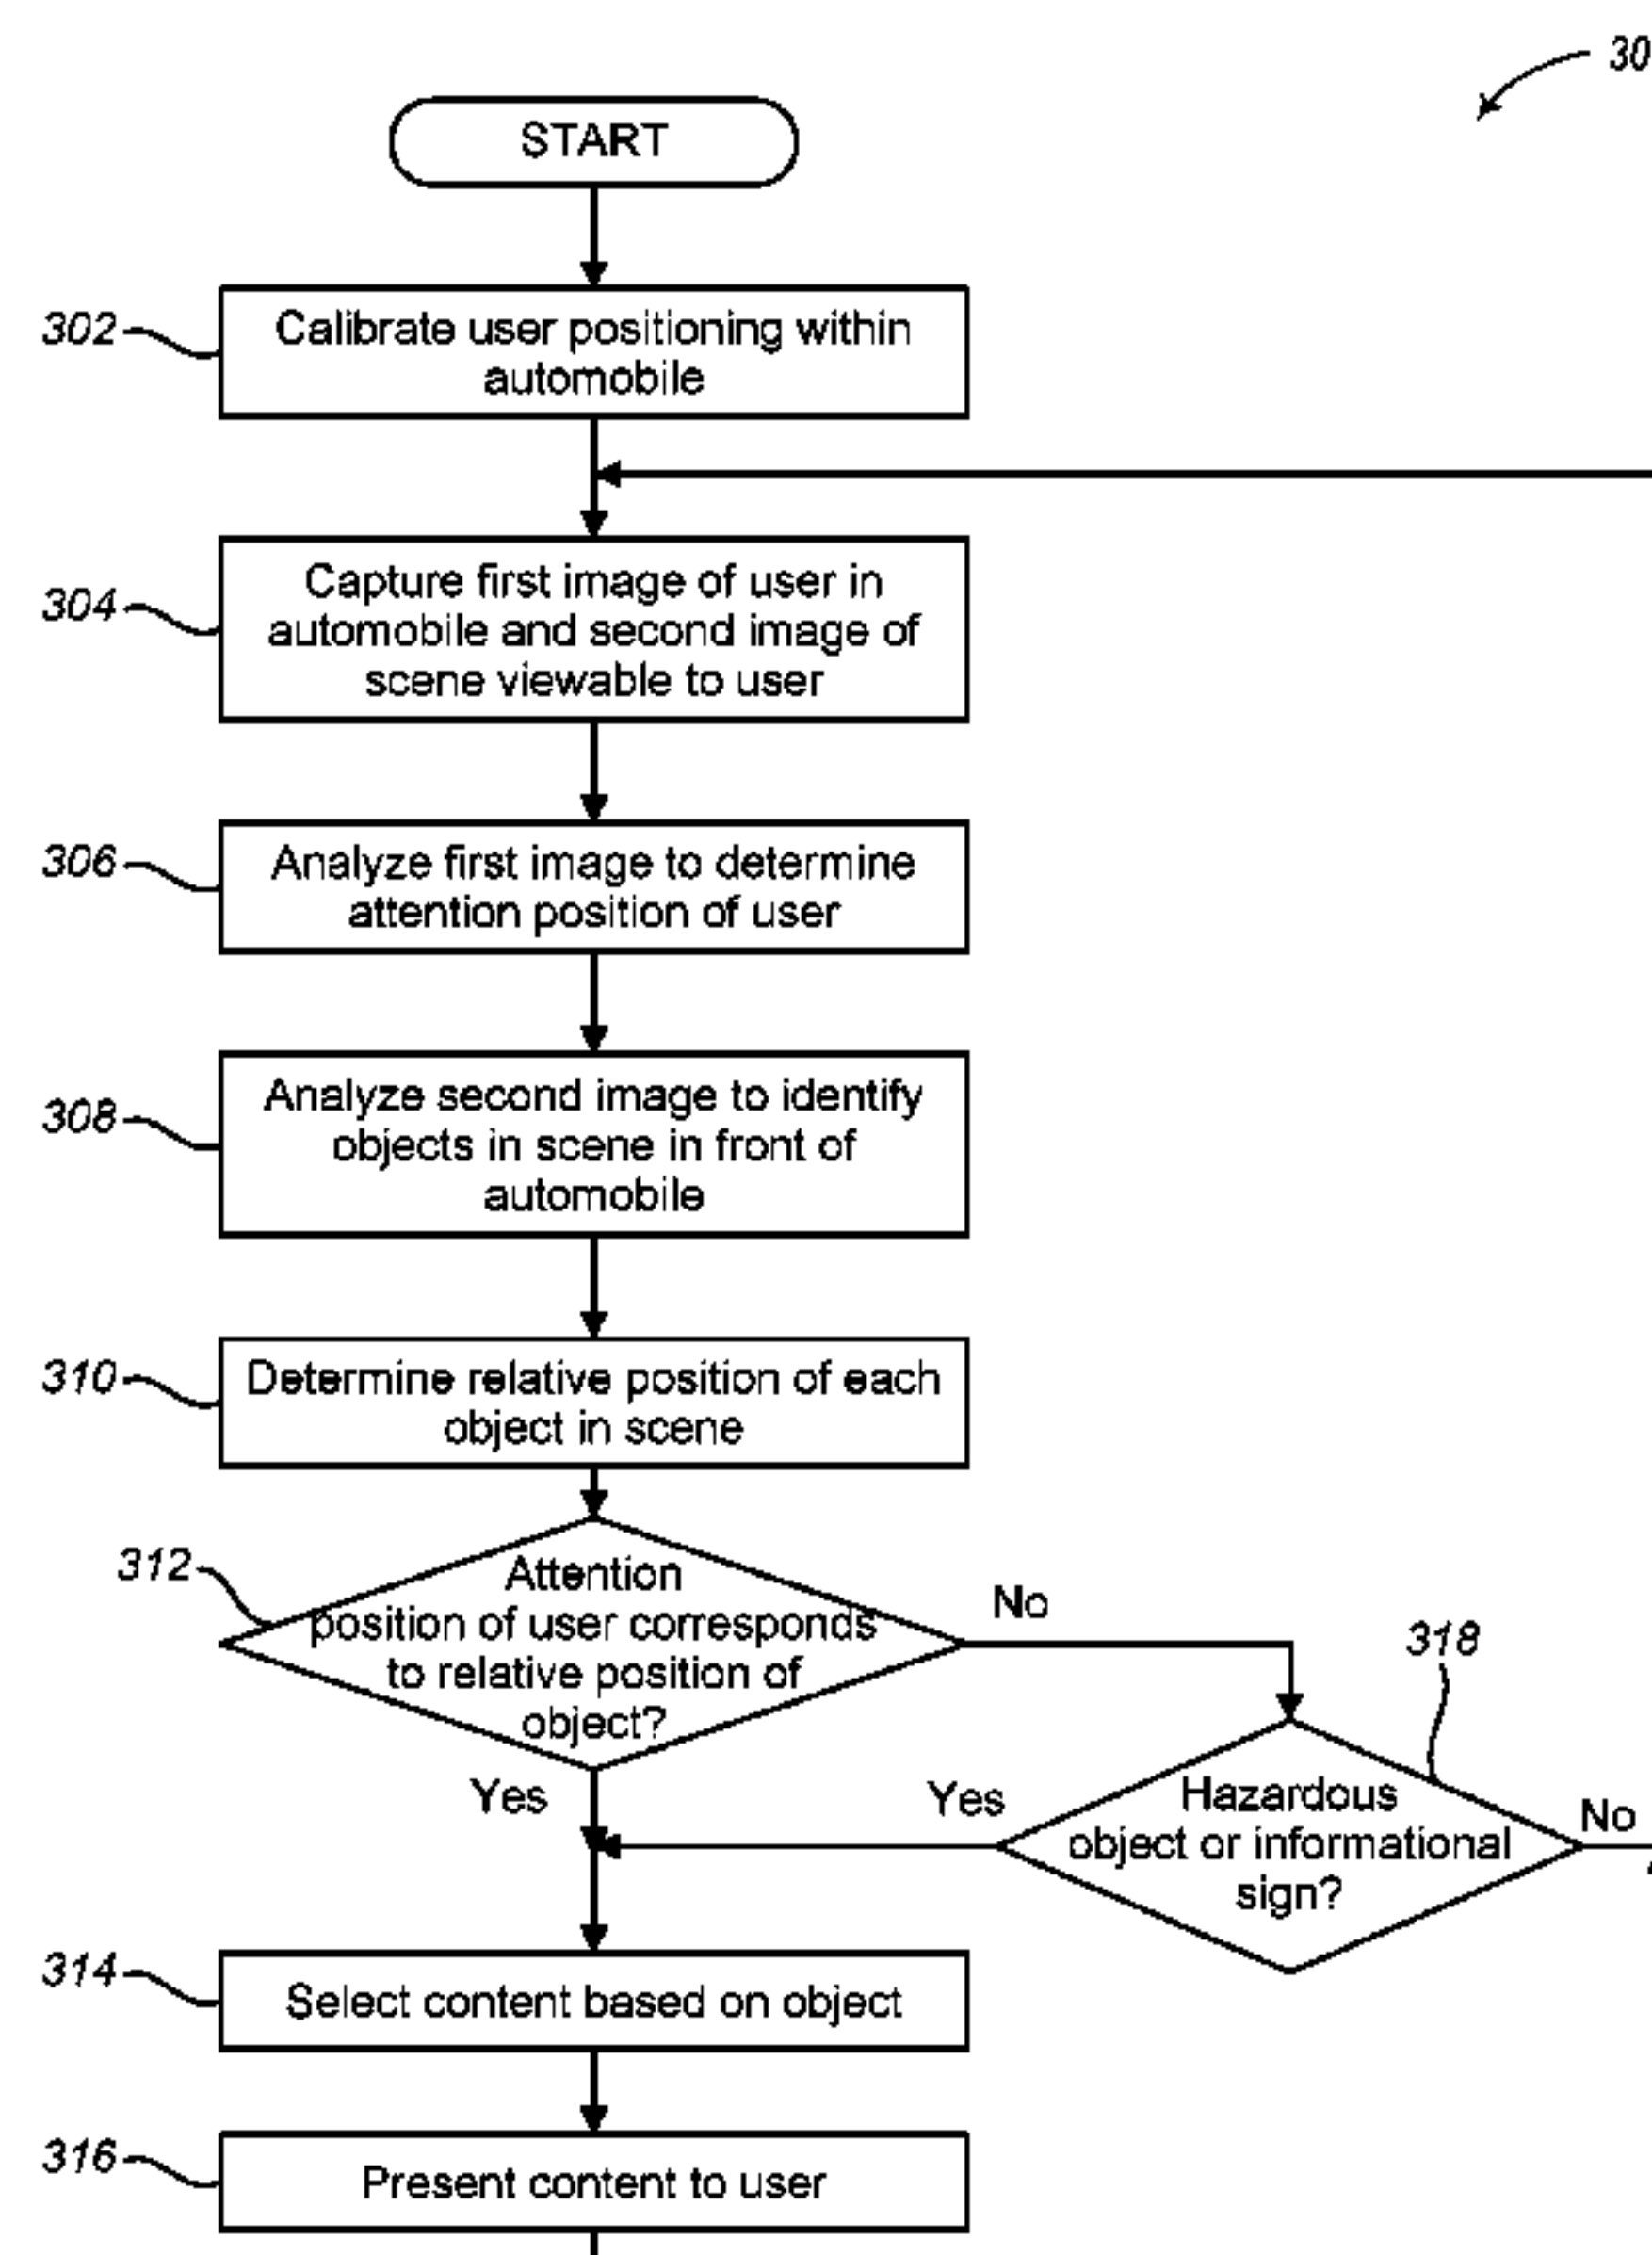 30
START
302
Calibrate user positioning within
automobile
304
Capture first image of user in
automobile and second image of
scene viewable to user
306
Analyze first image to determine
attention position of user
308
Analyze second image to identify
objects in scene in front of
automobile
310
Determine relative position of each
object in scene
312
Attention
position of user corresponds
to relative position of
object?
No
318
Yes
Yes
Hazardous
object or informational
sign?
No
314
Select content based on object
316
Present content to user